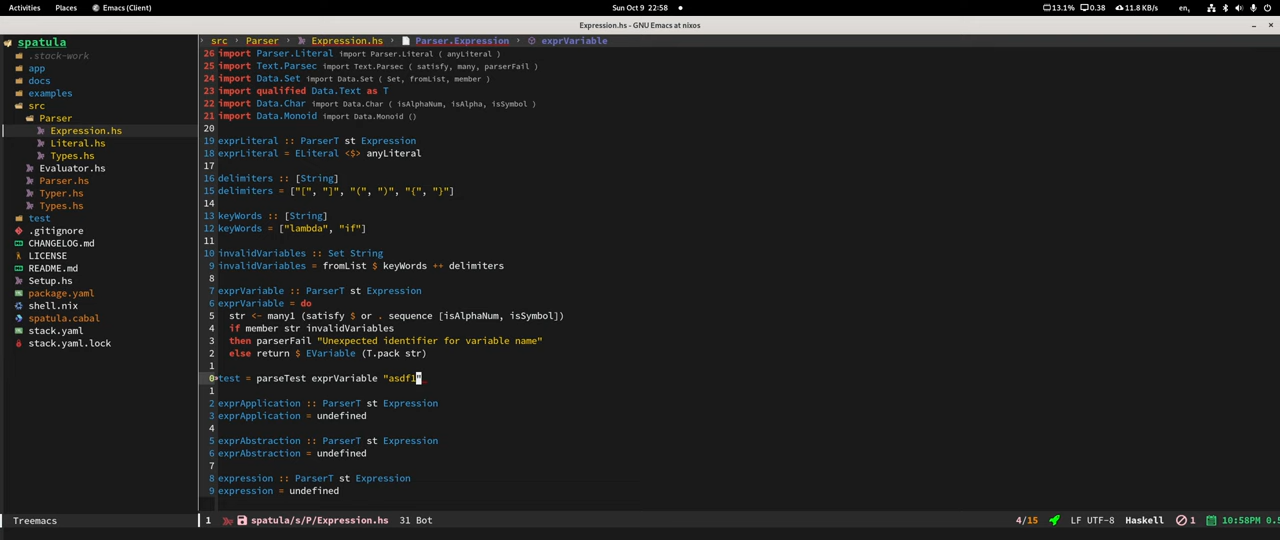 Activities Places Emacs (Client) Sun Oct 9 22:58 13.1% 0.38 11.8 KB/s en,
Expression.hs - GNU Emacs at nixos
spatula
.stack-work
app
docs
examples
src
Parser
Expression.hs
Literal.hs
Types.hs
Evaluator.hs
Parser.hs
Typer.hs
Types.hs
test
.gitignore
CHANGELOG.md
LICENSE
README.md
Setup.hs
package.yaml
shell.nix
spatula.cabal
stack.yaml
stack.yaml.lock
Treemacs
› src › Parser › Expression.hs › Parser.Expression › exprVariable
26 import Parser.Literal import Parser.Literal ( anyLiteral )
25 import Text.Parsec import Text.Parsec ( satisfy, many, parserFail )
24 import Data.Set import Data.Set ( Set, fromList, member )
23 import qualified Data.Text as T
22 import Data.Char import Data.Char ( isAlphaNum, isAlpha, isSymbol )
21 import Data.Monoid import Data.Monoid ()
20
19 exprLiteral :: ParserT st Expression
18 exprLiteral = ELiteral <$> anyLiteral
17
16 delimiters :: [String]
15 delimiters = ["[", "]", "(", ")", "{", "}"]
14
13 keyWords :: [String]
12 keyWords = ["lambda", "if"]
11
10 invalidVariables :: Set String
9 invalidVariables = fromList $ keyWords ++ delimiters
8
7 exprVariable :: ParserT st Expression
6 exprVariable = do
5 str <- many1 (satisfy $ or . sequence [isAlphaNum, isSymbol])
4 if member str invalidVariables
3 then parserFail "Unexpected identifier for variable name"
2 else return $ EVariable (T.pack str)
1
0 test = parseTest exprVariable "asdf1"
1
2 exprApplication :: ParserT st Expression
3 exprApplication = undefined
4
5 exprAbstraction :: ParserT st Expression
6 exprAbstraction = undefined
7
8 expression :: ParserT st Expression
9 expression = undefined
1 spatula/s/P/Expression.hs 31 Bot 4/15 LF UTF-8 Haskell 1 10:58PM 0.5